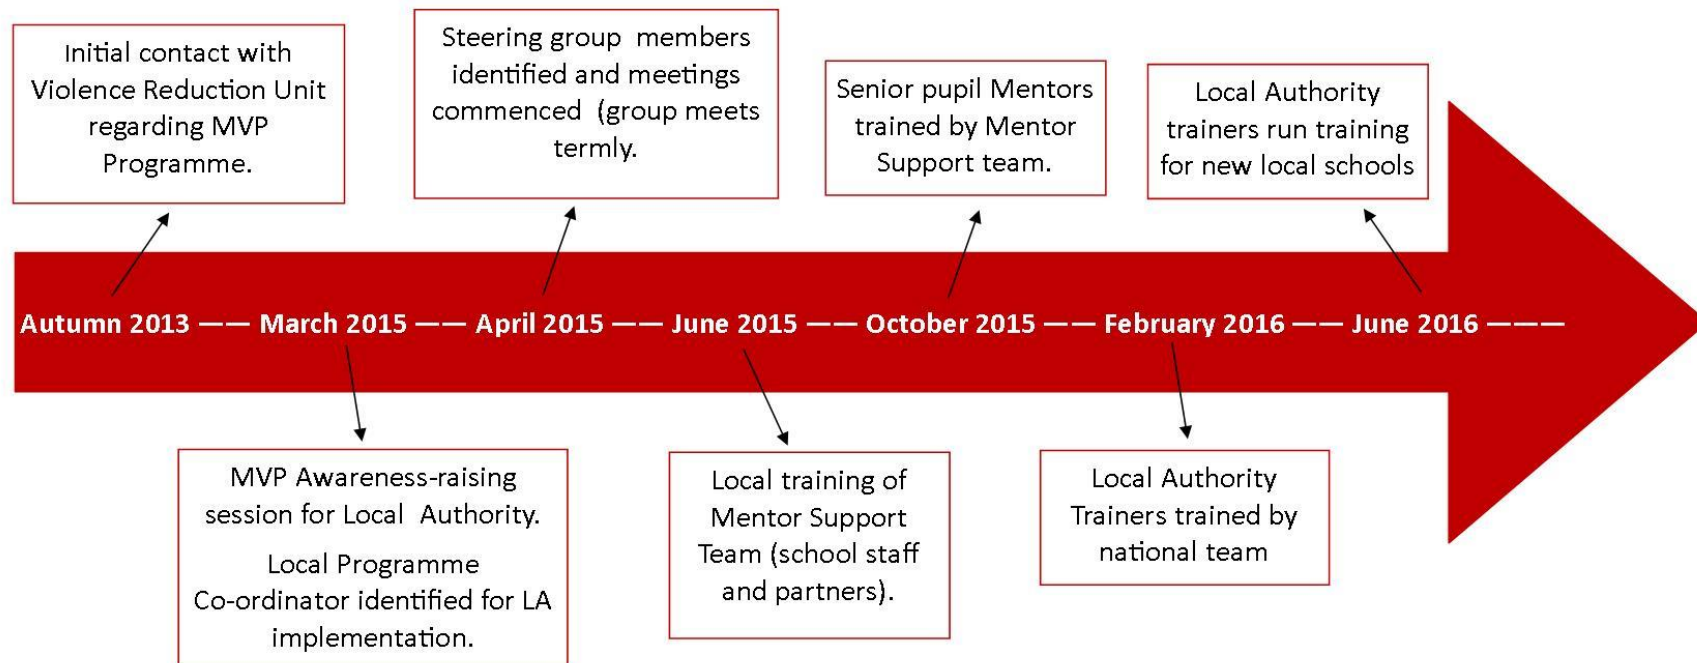 Initial contact with
Violence Reduction Unit
regarding MVP
Programme.
Steering group members
identified and meetings
commenced (group meets
termly.
Senior pupil Mentors
trained by Mentor
Support team.
Local Authority
trainers run training
for new local schools
Autumn 2013 —— March 2015 —— April 2015 —— June 2015 —— October 2015 —— February 2016 —— June 2016 ———
MVP Awareness-raising
session for Local Authority.
Local Programme
Co-ordinator identified for LA
implementation.
Local training of
Mentor Support
Team (school staff
and partners).
Local Authority
Trainers trained by
national team